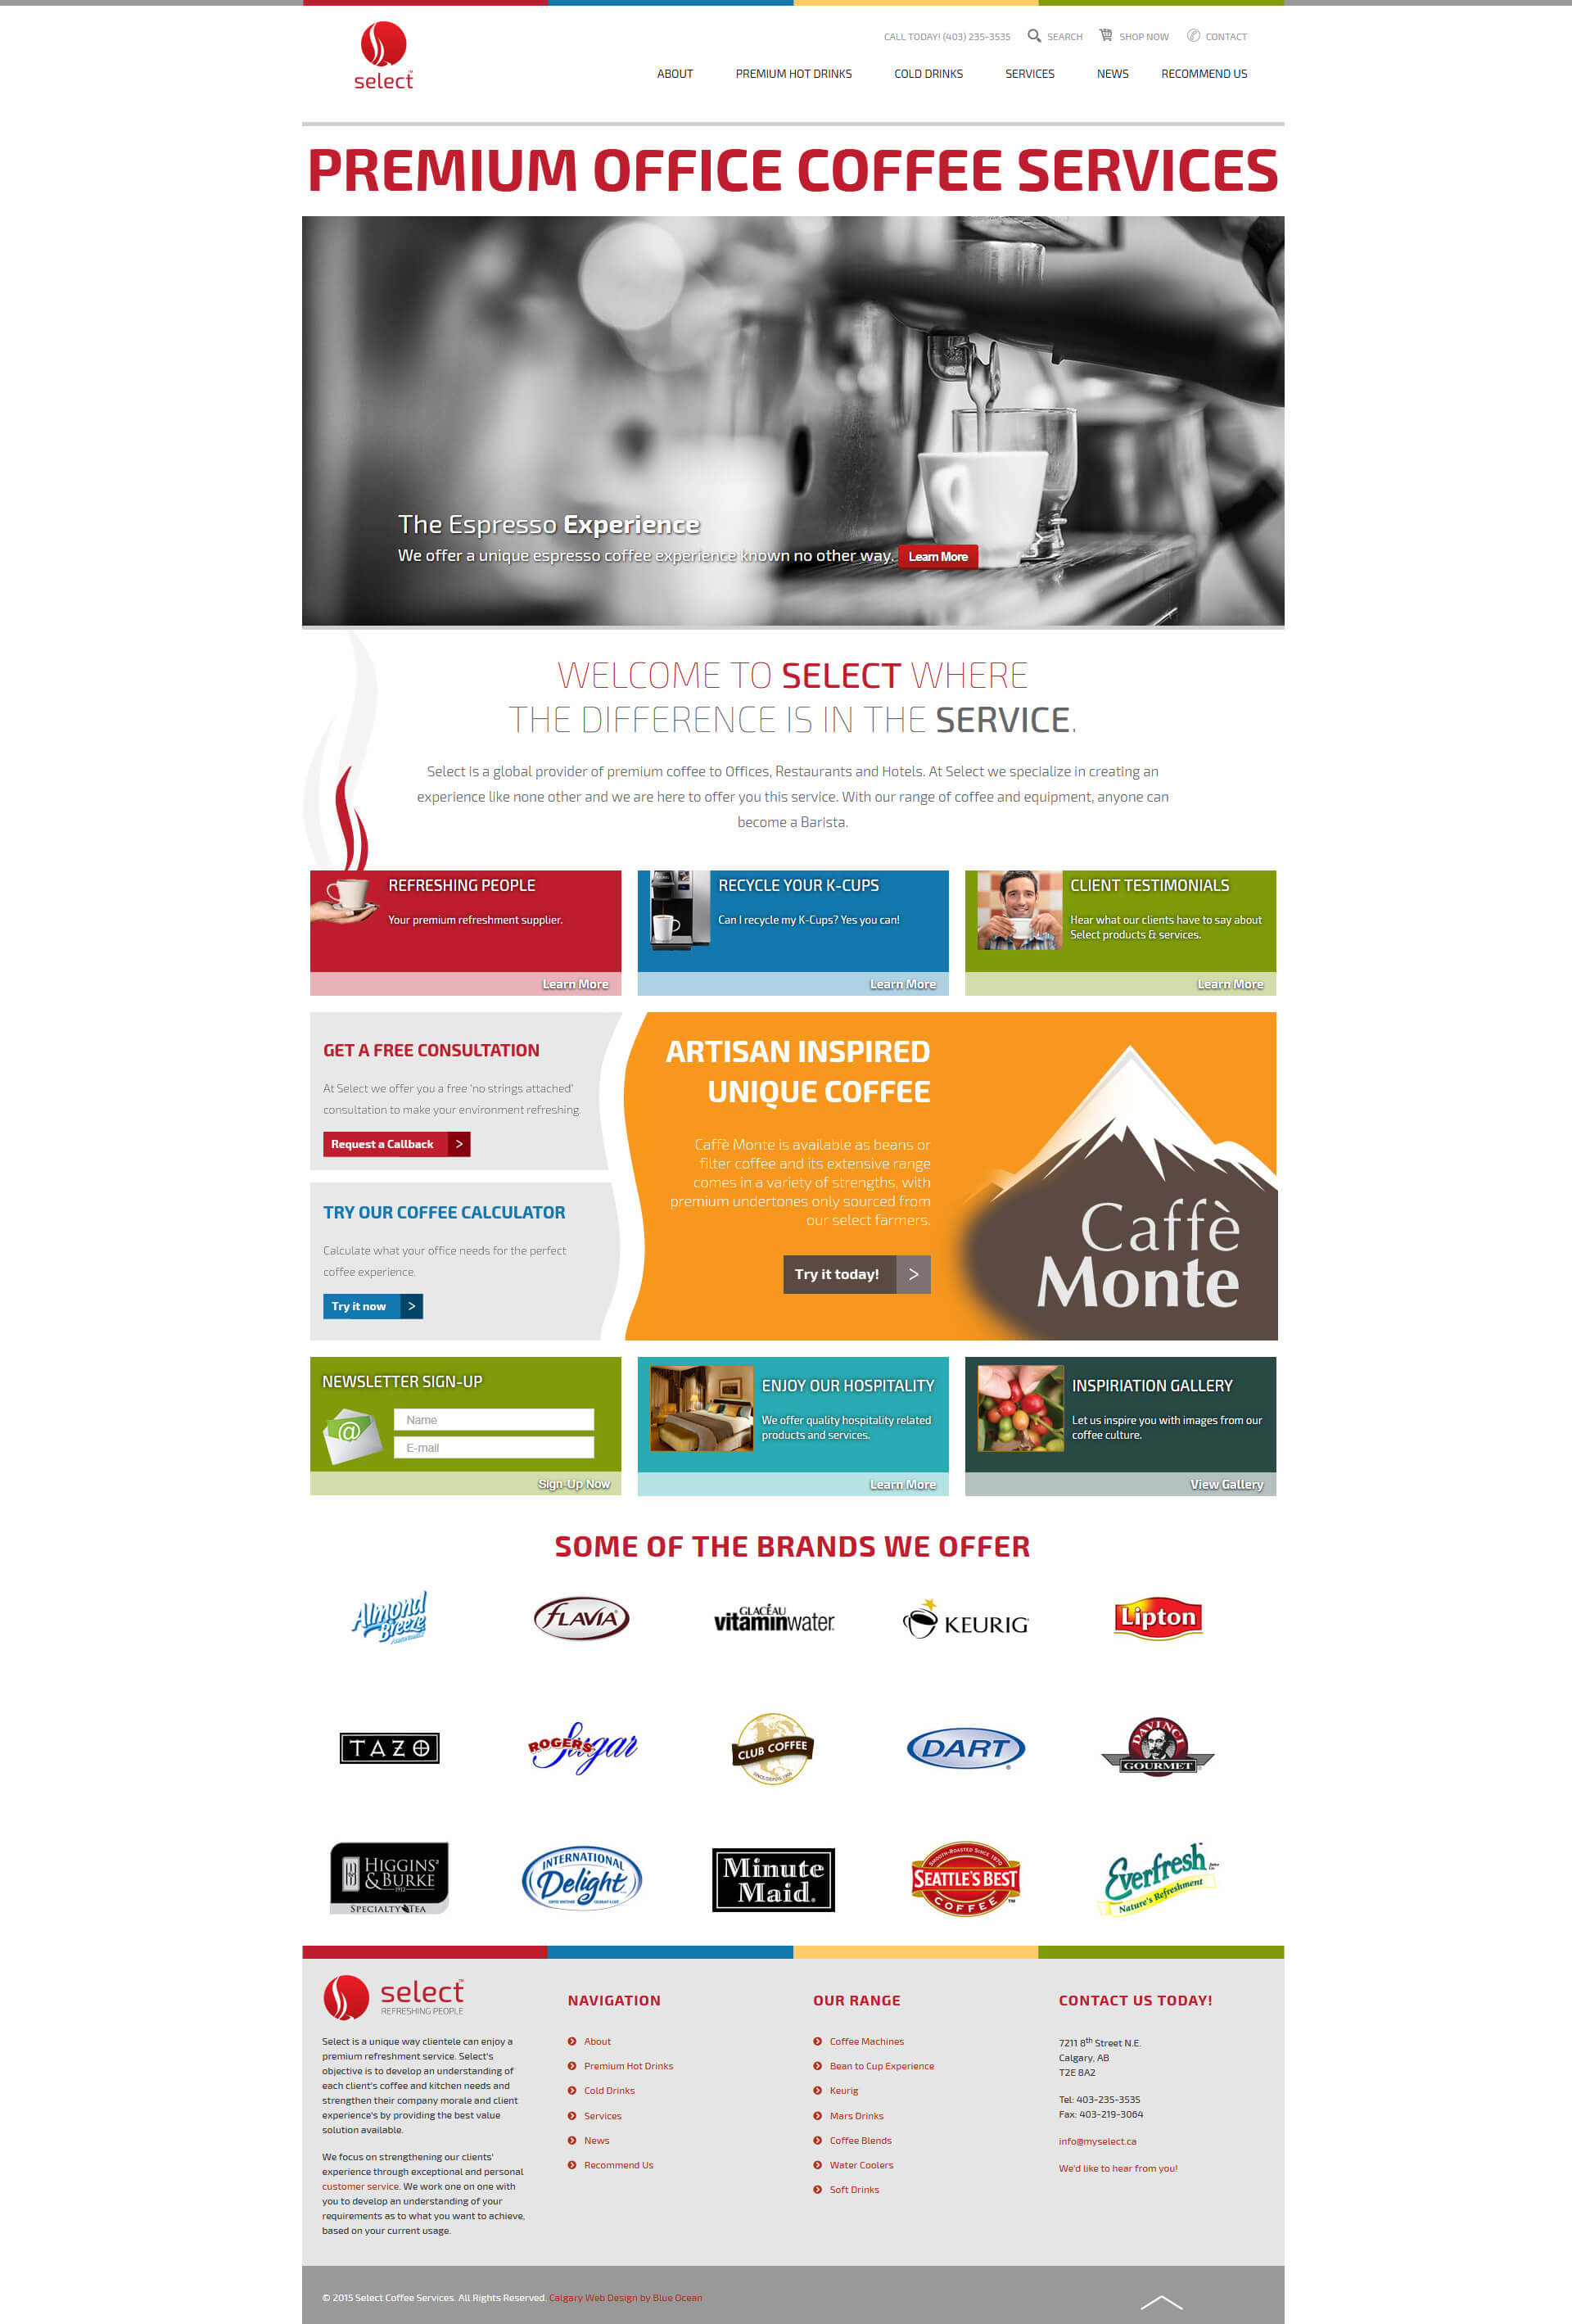 select
CALL TODAY! (403) 235-3535 SEARCH SHOP NOW CONTACT
ABOUT PREMIUM HOT DRINKS COLD DRINKS SERVICES NEWS RECOMMEND US
PREMIUM OFFICE COFFEE SERVICES
The Espresso Experience
We offer a unique espresso coffee experience known no other way. Learn More
WELCOME TO SELECT WHERE
THE DIFFERENCE IS IN THE SERVICE.
Select is a global provider of premium coffee to Offices, Restaurants and Hotels. At Select we specialize in creating an
experience like none other and we are here to offer you this service. With our range of coffee and equipment, anyone can
become a Barista.
REFRESHING PEOPLE
Your premium refreshment supplier.
Learn More
RECYCLE YOUR K-CUPS
Can I recycle my K-Cups? Yes you can!
Learn More
CLIENT TESTIMONIALS
Hear what our clients have to say about
Select products & services.
Learn More
GET A FREE CONSULTATION
At Select we offer you a free 'no strings attached'
consultation to make your environment refreshing.
Request a Callback >
TRY OUR COFFEE CALCULATOR
Calculate what your office needs for the perfect
coffee experience.
Try it now >
ARTISAN INSPIRED
UNIQUE COFFEE
Caffè Monte is available as beans or
filter coffee and its extensive range
comes in a variety of strengths, with
premium undertones only sourced from
our select farmers.
Try it today! >
Caffè
Monte
NEWSLETTER SIGN-UP
@
Name
E-mail
Sign-Up Now
ENJOY OUR HOSPITALITY
We offer quality hospitality related
products and services.
Learn More
INSPIRIATION GALLERY
Let us inspire you with images from our
coffee culture.
View Gallery
SOME OF THE BRANDS WE OFFER
Almond
Breeze
FLAVIA
GLACÉAU
vitaminwater
KEURIG
Lipton
TAZO
ROGERS Sugar
CLUB COFFEE
DART
DAVINCI
GOURMET
HIGGINS
& BURKE
1912
SPECIALTY TEA
INTERNATIONAL
Delight
Minute
Maid
SMOOTH-ROASTED SINCE 1970
SEATTLE'S BEST
COFFEE
Everfresh
Nature's Refreshment
select
REFRESHING PEOPLE
Select is a unique way clientele can enjoy a
premium refreshment service. Select's
objective is to develop an understanding of
each client's coffee and kitchen needs and
strengthen their company morale and client
experience's by providing the best value
solution available.
We focus on strengthening our clients'
experience through exceptional and personal
customer service. We work one on one with
you to develop an understanding of your
requirements as to what you want to achieve,
based on your current usage.
NAVIGATION
About
Premium Hot Drinks
Cold Drinks
Services
News
Recommend Us
OUR RANGE
Coffee Machines
Bean to Cup Experience
Keurig
Mars Drinks
Coffee Blends
Water Coolers
Soft Drinks
CONTACT US TODAY!
7211 8th Street N.E.
Calgary, AB
T2E 8A2
Tel: 403-235-3535
Fax: 403-219-3064
info@myselect.ca
We'd like to hear from you!
© 2015 Select Coffee Services. All Rights Reserved. Calgary Web Design by Blue Ocean